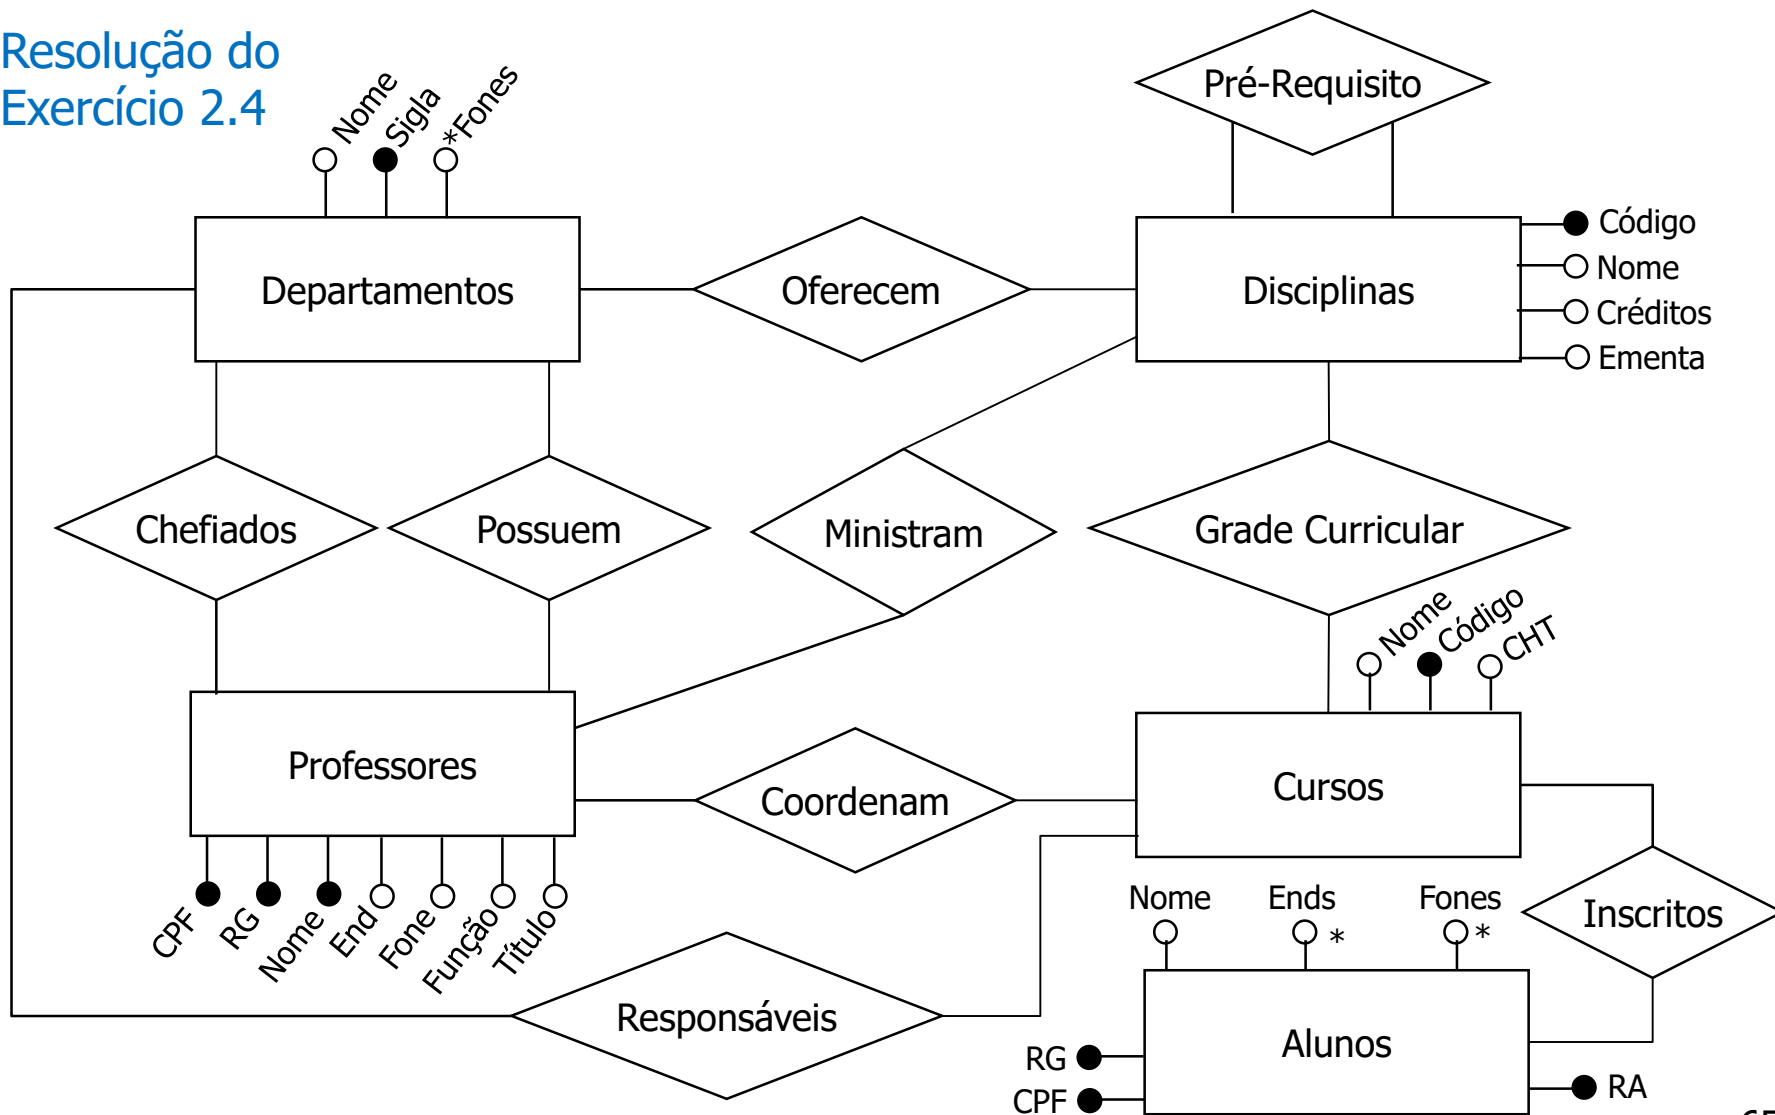 Resolução do
Exercício 2.4
Nome
Sigla
*Fones
Pré-Requisito
Departamentos
Oferecem
Disciplinas
Código
Nome
Créditos
Ementa
Chefiados
Possuem
Ministram
Grade Curricular
Nome
Código
CHT
Professores
Coordenam
Cursos
CPF
RG
Nome
End
Fone
Função
Título
Nome
Ends
*
Fones
*
Inscritos
Responsáveis
Alunos
RG
CPF
RA